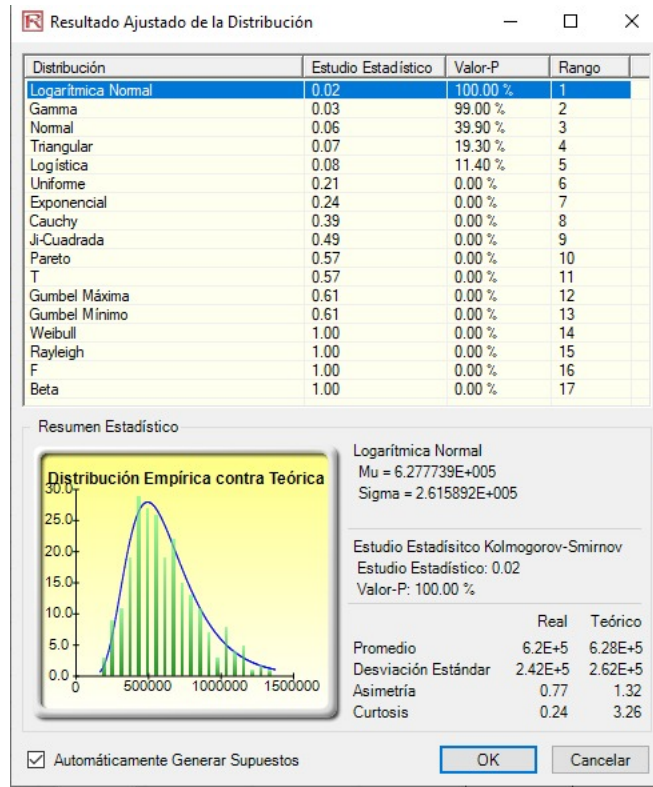 Resultado Ajustado de la Distribución
Distribución Estudio Estadístico Valor-P Rango
Logarítmica Normal 0.02 100.00 % 1
Gamma 0.03 99.00 % 2
Normal 0.06 39.90 % 3
Triangular 0.07 19.30 % 4
Logística 0.08 11.40 % 5
Uniforme 0.21 0.00 % 6
Exponencial 0.24 0.00 % 7
Cauchy 0.39 0.00 % 8
Ji-Cuadrada 0.49 0.00 % 9
Pareto 0.57 0.00 % 10
T 0.57 0.00 % 11
Gumbel Máxima 0.61 0.00 % 12
Gumbel Mínimo 0.61 0.00 % 13
Weibull 1.00 0.00 % 14
Rayleigh 1.00 0.00 % 15
F 1.00 0.00 % 16
Beta 1.00 0.00 % 17
Resumen Estadístico
Distribución Empírica contra Teórica
30.0
25.0
20.0
15.0
10.0
5.0
0.0
0 500000 1000000 1500000
Logarítmica Normal
Mu = 6.277739E+005
Sigma = 2.615892E+005
Estudio Estadísitco Kolmogorov-Smirnov
Estudio Estadístico: 0.02
Valor-P: 100.00 %
Real Teórico
Promedio 6.2E+5 6.28E+5
Desviación Estándar 2.42E+5 2.62E+5
Asimetría 0.77 1.32
Curtosis 0.24 3.26
Automáticamente Generar Supuestos
OK
Cancelar